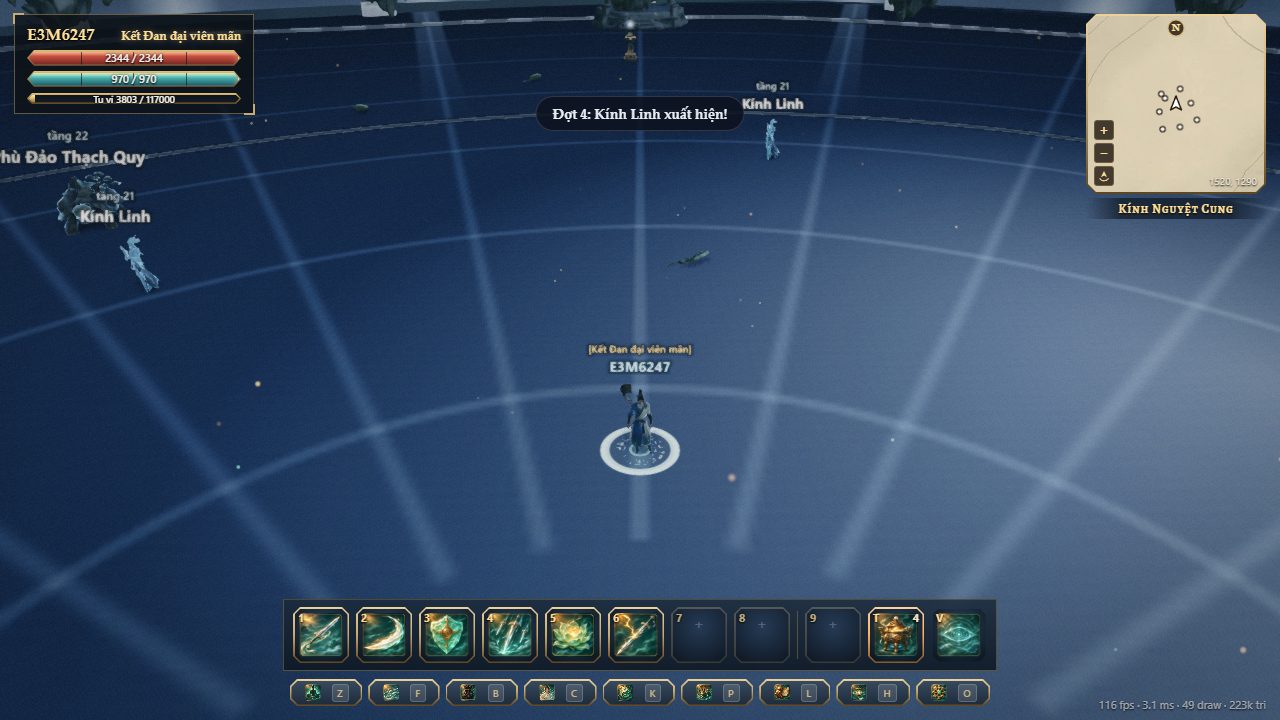 E3M6247 Kết Đan đại viên mãn
2344 / 2344
970 / 970
Tu vi 3803 / 117000
tầng 22
Phù Đảo Thạch Quy
tầng 21
Kính Linh
tầng 21
Kính Linh
Đợt 4: Kính Linh xuất hiện!
N
+
−
1520, 1290
Kính Nguyệt Cung
[Kết Đan đại viên mãn]
E3M6247
1 2 3 4 5 6 7 + 8 + 9 + T 4 V
Z F B C K P L H O
116 fps · 3.1 ms · 49 draw · 223k tri